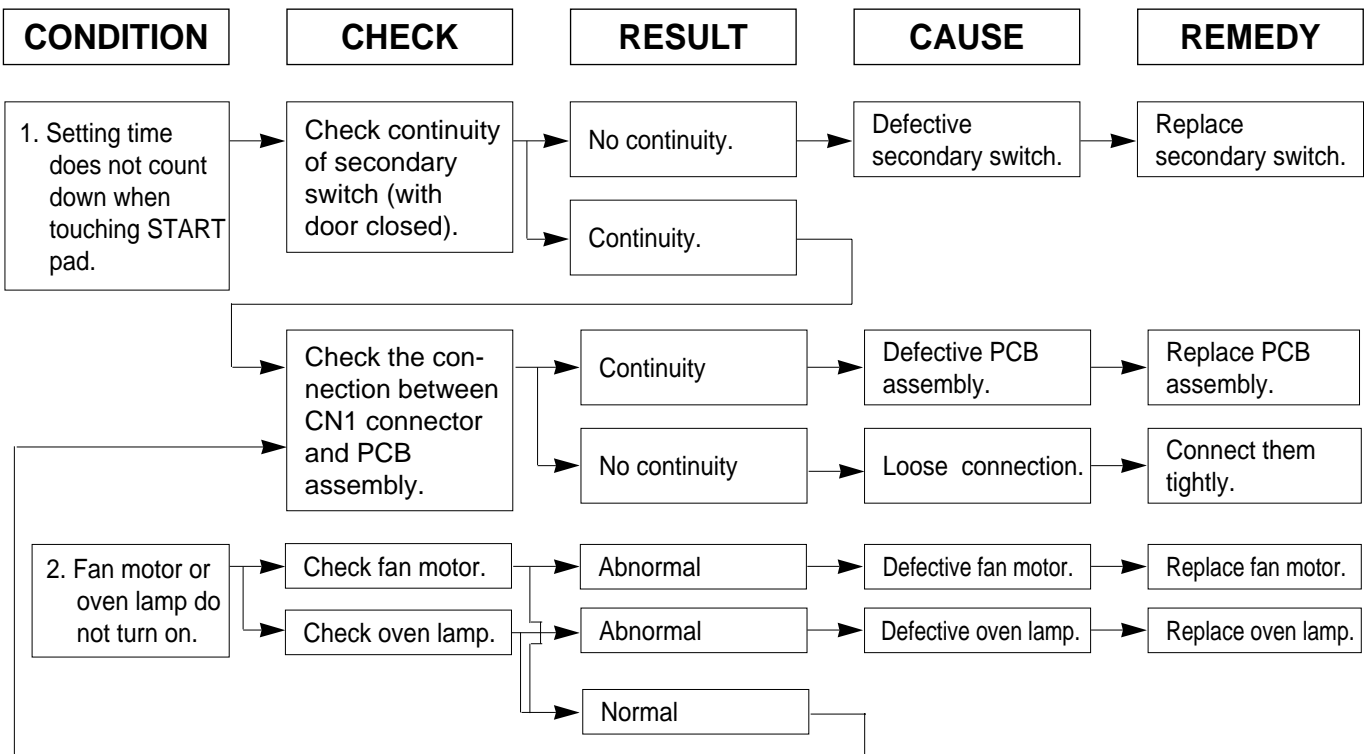 CONDITION
CHECK
RESULT
CAUSE
REMEDY
1. Setting time
does not count
down when
touching START
pad.
Check continuity
of secondary
switch (with
door closed).
No continuity.
Defective
secondary switch.
Replace
secondary switch.
Continuity.
Check the con-
nection between
CN1 connector
and PCB
assembly.
Continuity
Defective PCB
assembly.
Replace PCB
assembly.
No continuity
Loose connection.
Connect them
tightly.
2. Fan motor or
oven lamp do
not turn on.
Check fan motor.
Abnormal
Defective fan motor.
Replace fan motor.
Check oven lamp.
Abnormal
Defective oven lamp.
Replace oven lamp.
Normal